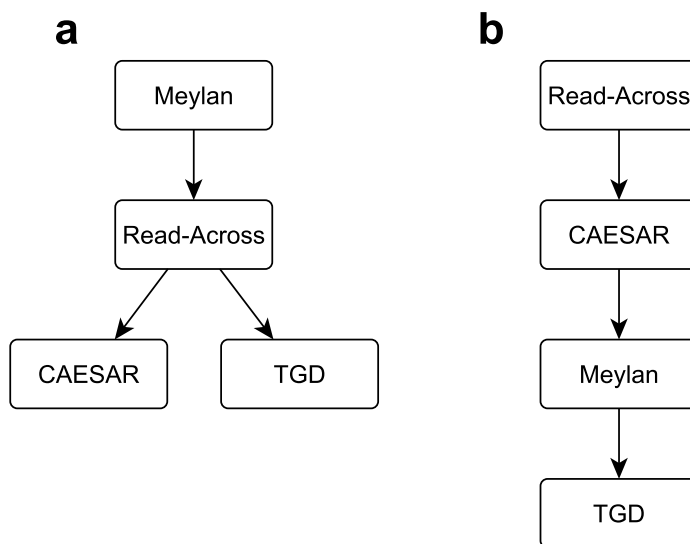 a
Meylan
Read-Across
CAESAR
TGD
b
Read-Across
CAESAR
Meylan
TGD